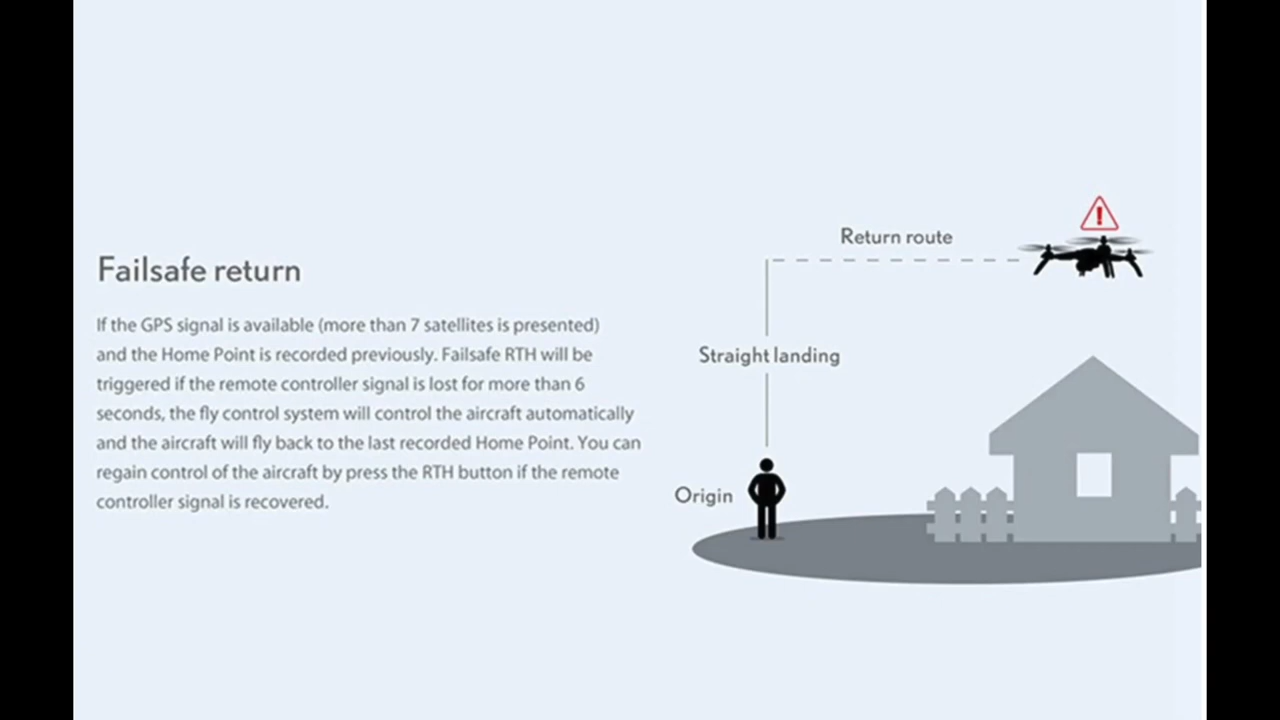 Failsafe return
If the GPS signal is available (more than 7 satellites is presented)
and the Home Point is recorded previously. Failsafe RTH will be
triggered if the remote controller signal is lost for more than 6
seconds, the fly control system will control the aircraft automatically
and the aircraft will fly back to the last recorded Home Point. You can
regain control of the aircraft by press the RTH button if the remote
controller signal is recovered.
Return route
Straight landing
Origin